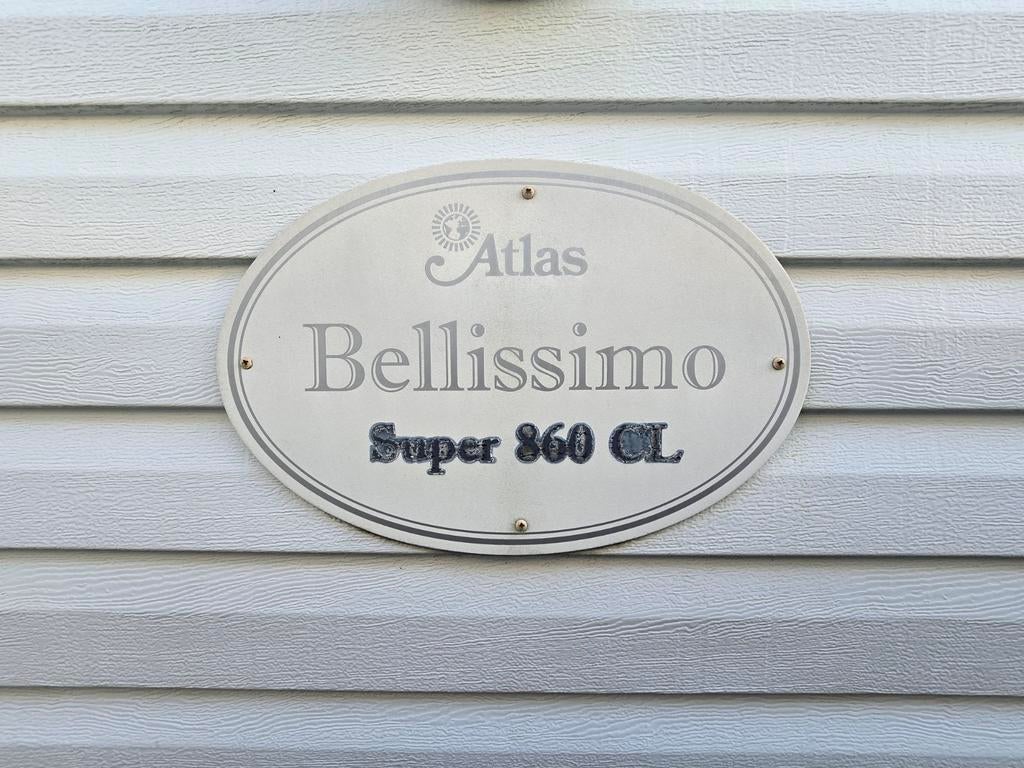 Atlas
Bellissimo
Super 860 CL